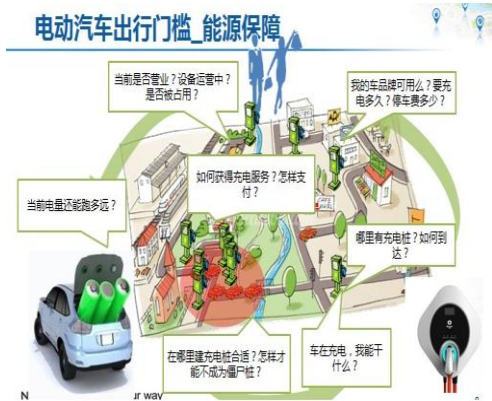 电动汽车出行门槛_能源保障
当前是否营业？设备运营中？
是否被占用？
我的车品牌可用么？要充
电多久？停车费多少？
如何获得充电服务？怎样支
付？
当前电量还能跑多远？
哪里有充电桩？如何到
达？
在哪里建充电桩合适？怎样才
能不成为僵尸桩？
车在充电，我能干
什么？
N
ur way